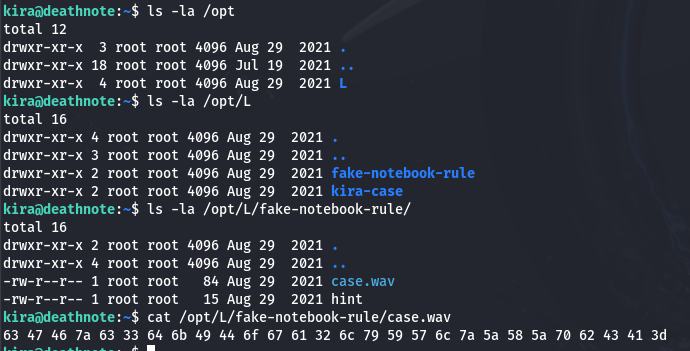 kira@deathnote:~$ ls -la /opt
total 12
drwxr-xr-x  3 root root 4096 Aug 29  2021 .
drwxr-xr-x 18 root root 4096 Jul 19  2021 ..
drwxr-xr-x  4 root root 4096 Aug 29  2021 L
kira@deathnote:~$ ls -la /opt/L
total 16
drwxr-xr-x 4 root root 4096 Aug 29  2021 .
drwxr-xr-x 3 root root 4096 Aug 29  2021 ..
drwxr-xr-x 2 root root 4096 Aug 29  2021 fake-notebook-rule
drwxr-xr-x 2 root root 4096 Aug 29  2021 kira-case
kira@deathnote:~$ ls -la /opt/L/fake-notebook-rule/
total 16
drwxr-xr-x 2 root root 4096 Aug 29  2021 .
drwxr-xr-x 4 root root 4096 Aug 29  2021 ..
-rw-r--r-- 1 root root   84 Aug 29  2021 case.wav
-rw-r--r-- 1 root root   15 Aug 29  2021 hint
kira@deathnote:~$ cat /opt/L/fake-notebook-rule/case.wav
63 47 46 7a 63 33 64 6b 49 44 6f 67 61 32 6c 79 59 57 6c 7a 5a 58 5a 70 62 43 41 3d